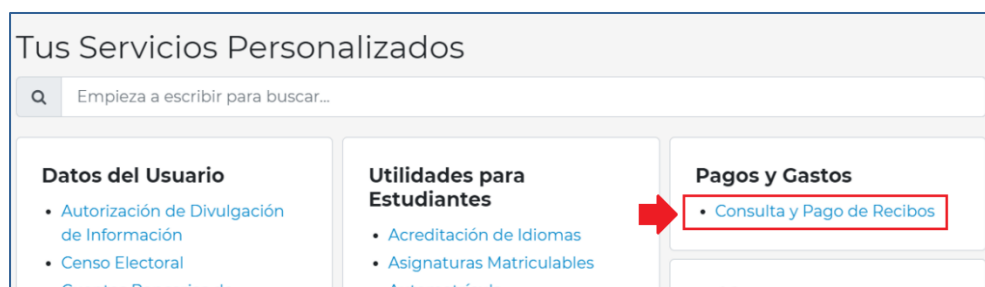 Tus Servicios Personalizados
Empieza a escribir para buscar...
Datos del Usuario
• Autorización de Divulgación
de Información
• Censo Electoral
Utilidades para
Estudiantes
• Acreditación de Idiomas
• Asignaturas Matriculables
Pagos y Gastos
• Consulta y Pago de Recibos